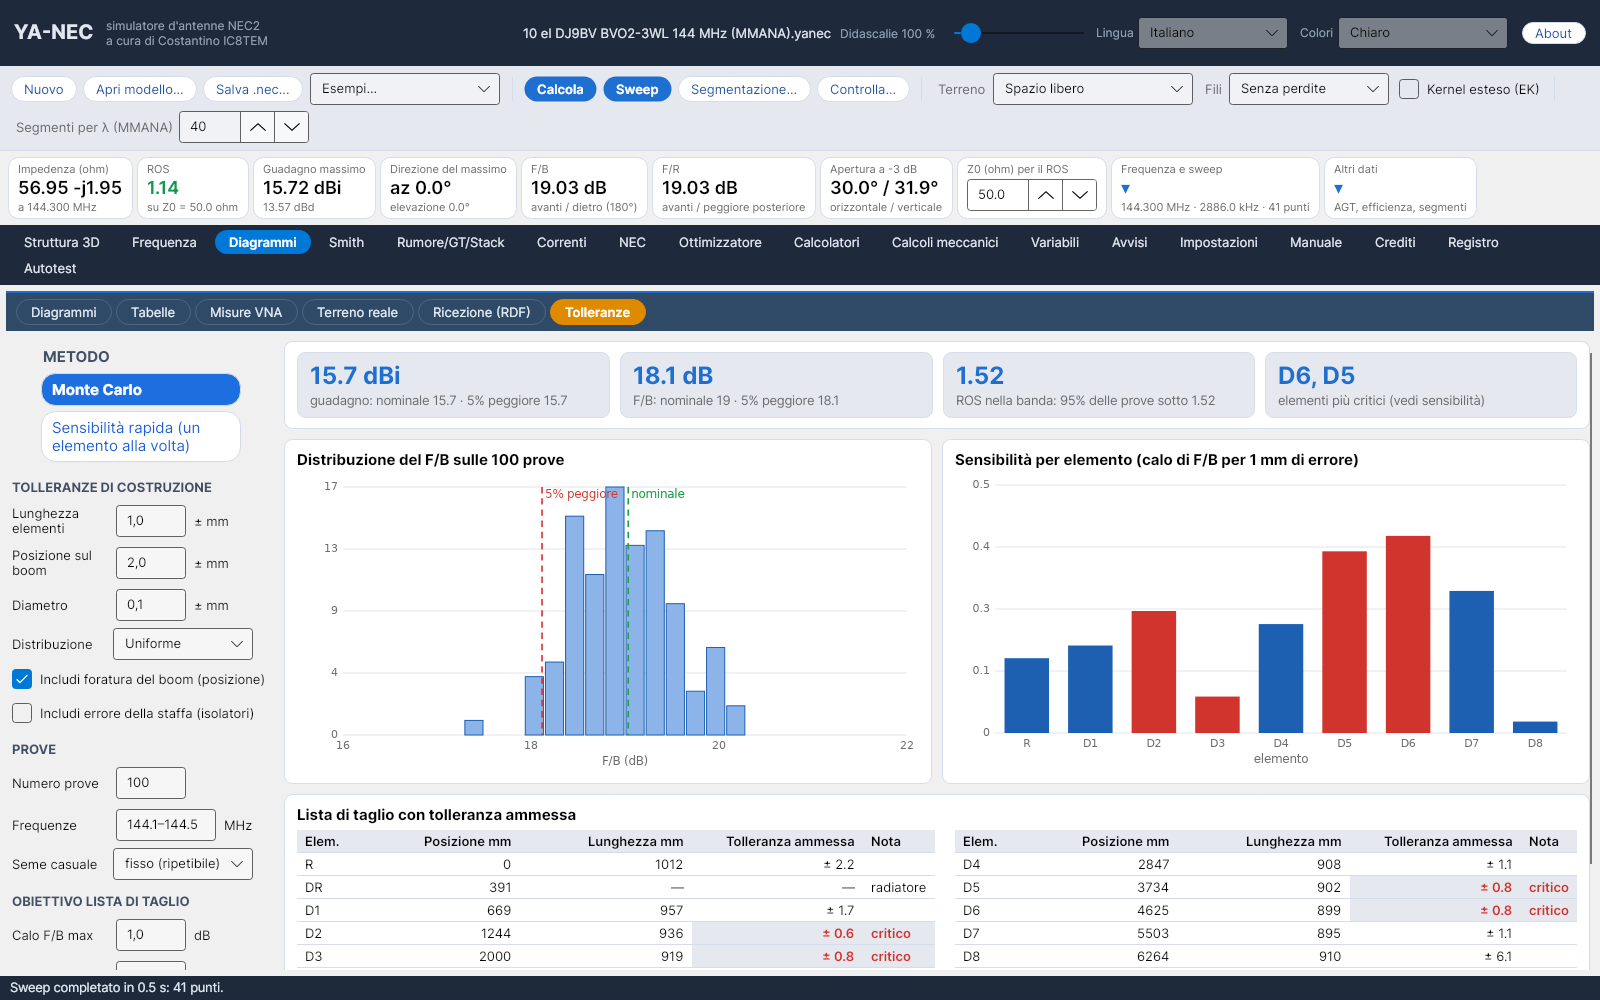 YA-NEC
simulatore d'antenne NEC2
a cura di Costantino IC8TEM
10 el DJ9BV BVO2-3WL 144 MHz (MMANA).yanec
Didascalie 100 %
Lingua
Italiano
Colori
Chiaro
About
Nuovo
Apri modello...
Salva .nec...
Esempi...
Calcola
Sweep
Segmentazione...
Controlla...
Terreno
Spazio libero
Fili
Senza perdite
Kernel esteso (EK)
Segmenti per λ (MMANA)
40
Impedenza (ohm)
56.95 -j1.95
a 144.300 MHz
ROS
1.14
su Z0 = 50.0 ohm
Guadagno massimo
15.72 dBi
13.57 dBd
Direzione del massimo
az 0.0°
elevazione 0.0°
F/B
19.03 dB
avanti / dietro (180°)
F/R
19.03 dB
avanti / peggiore posteriore
Apertura a -3 dB
30.0° / 31.9°
orizzontale / verticale
Z0 (ohm) per il ROS
50.0
Frequenza e sweep
▼
144.300 MHz · 2886.0 kHz · 41 punti
Altri dati
▼
AGT, efficienza, segmenti
Struttura 3D
Frequenza
Diagrammi
Smith
Rumore/GT/Stack
Correnti
NEC
Ottimizzatore
Calcolatori
Calcoli meccanici
Variabili
Avvisi
Impostazioni
Manuale
Crediti
Registro
Autotest
Diagrammi
Tabelle
Misure VNA
Terreno reale
Ricezione (RDF)
Tolleranze
METODO
Monte Carlo
Sensibilità rapida (un
elemento alla volta)
TOLLERANZE DI COSTRUZIONE
Lunghezza
elementi
1,0
± mm
Posizione sul
boom
2,0
± mm
Diametro
0,1
± mm
Distribuzione
Uniforme
Includi foratura del boom (posizione)
Includi errore della staffa (isolatori)
PROVE
Numero prove
100
Frequenze
144.1–144.5
MHz
Seme casuale
fisso (ripetibile)
OBIETTIVO LISTA DI TAGLIO
Calo F/B max
1,0
dB
15.7 dBi
guadagno: nominale 15.7 · 5% peggiore 15.7
18.1 dB
F/B: nominale 19 · 5% peggiore 18.1
1.52
ROS nella banda: 95% delle prove sotto 1.52
D6, D5
elementi più critici (vedi sensibilità)
Distribuzione del F/B sulle 100 prove
17
13
9
4
0
5% peggiore
nominale
16
18
20
22
F/B (dB)
Sensibilità per elemento (calo di F/B per 1 mm di errore)
0.5
0.4
0.3
0.1
0
R
D1
D2
D3
D4
D5
D6
D7
D8
elemento
Lista di taglio con tolleranza ammessa
Elem. Posizione mm Lunghezza mm Tolleranza ammessa Nota
R 0 1012 ± 2.2
DR 391 — — radiatore
D1 669 957 ± 1.7
D2 1244 936 ± 0.6 critico
D3 2000 919 ± 0.8 critico
Elem. Posizione mm Lunghezza mm Tolleranza ammessa Nota
D4 2847 908 ± 1.1
D5 3734 902 ± 0.8 critico
D6 4625 899 ± 0.8 critico
D7 5503 895 ± 1.1
D8 6264 910 ± 6.1
Sweep completato in 0.5 s: 41 punti.